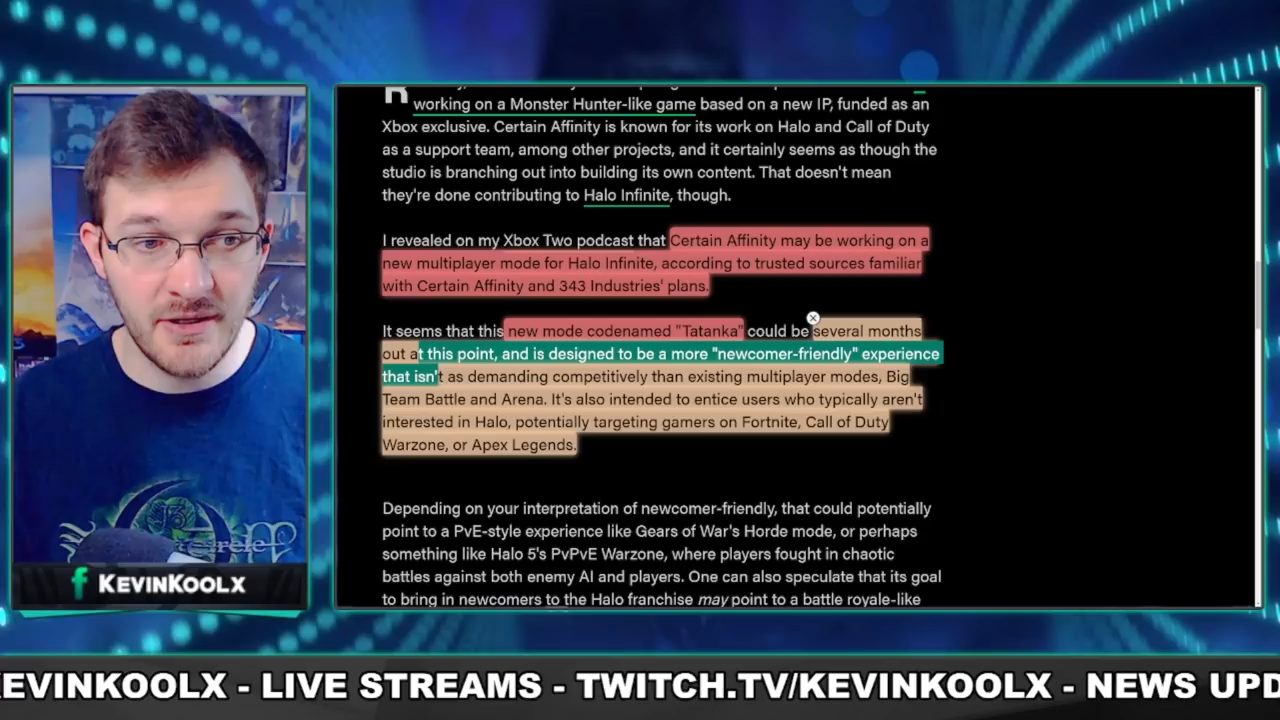 working on a Monster Hunter-like game based on a new IP, funded as an
Xbox exclusive. Certain Affinity is known for its work on Halo and Call of Duty
as a support team, among other projects, and it certainly seems as though the
studio is branching out into building its own content. That doesn't mean
they're done contributing to Halo Infinite, though.
I revealed on my Xbox Two podcast that Certain Affinity may be working on a
new multiplayer mode for Halo Infinite, according to trusted sources familiar
with Certain Affinity and 343 Industries' plans.
It seems that this new mode codenamed "Tatanka" could be several months
out at this point, and is designed to be a more "newcomer-friendly" experience
that isn't as demanding competitively than existing multiplayer modes, Big
Team Battle and Arena. It's also intended to entice users who typically aren't
interested in Halo, potentially targeting gamers on Fortnite, Call of Duty
Warzone, or Apex Legends.
Depending on your interpretation of newcomer-friendly, that could potentially
point to a PvE-style experience like Gears of War's Horde mode, or perhaps
something like Halo 5's PvPvE Warzone, where players fought in chaotic
battles against both enemy AI and players. One can also speculate that its goal
to bring in newcomers to the Halo franchise may point to a battle royale-like
f KEVINKOOLX
KEVINKOOLX - LIVE STREAMS - TWITCH.TV/KEVINKOOLX - NEWS UPD